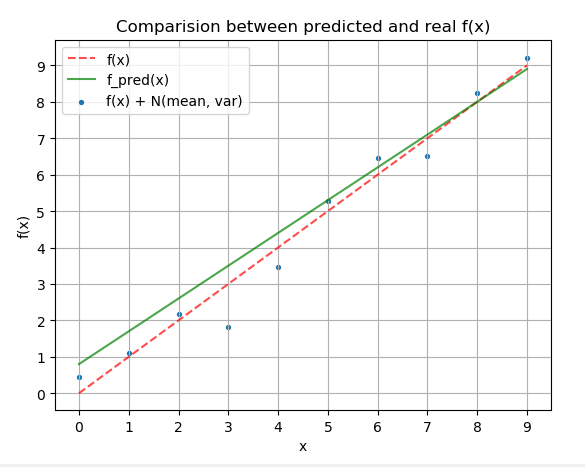 Comparision between predicted and real f(x)
f(x)
f_pred(x)
f(x) + N(mean, var)
f(x)
9
8
7
6
5
4
3
2
1
0
0 1 2 3 4 5 6 7 8 9
x